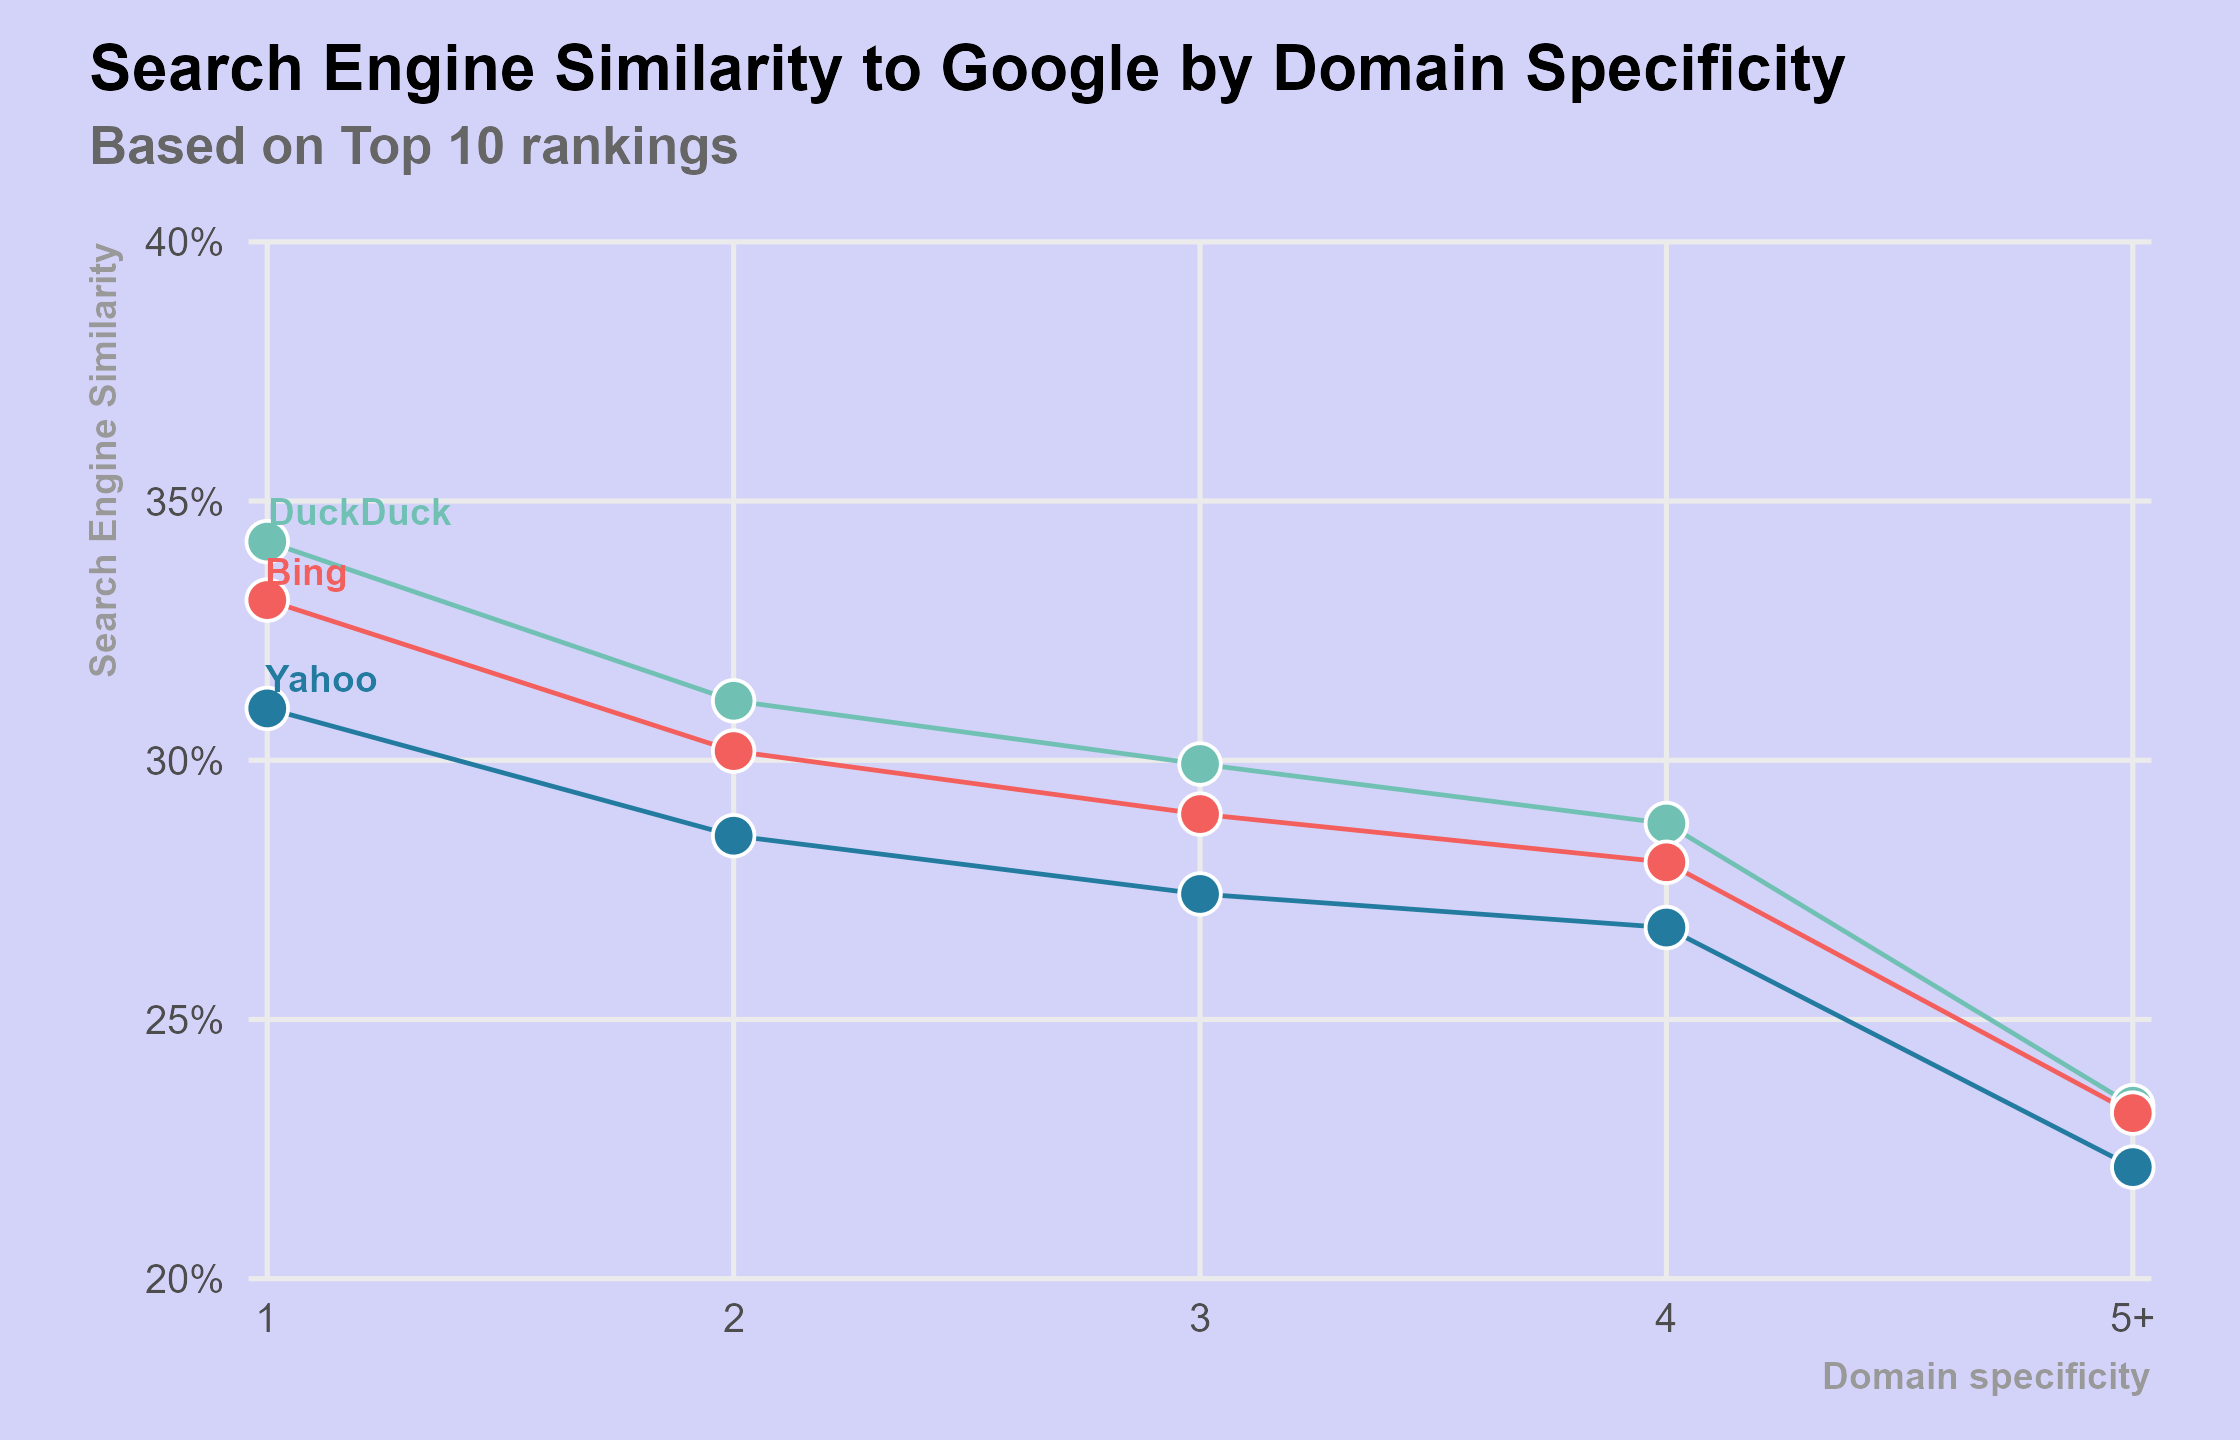 Search Engine Similarity to Google by Domain Specificity
Based on Top 10 rankings
Search Engine Similarity
40%
35%
30%
25%
20%
DuckDuck
Bing
Yahoo
1
2
3
4
5+
Domain specificity